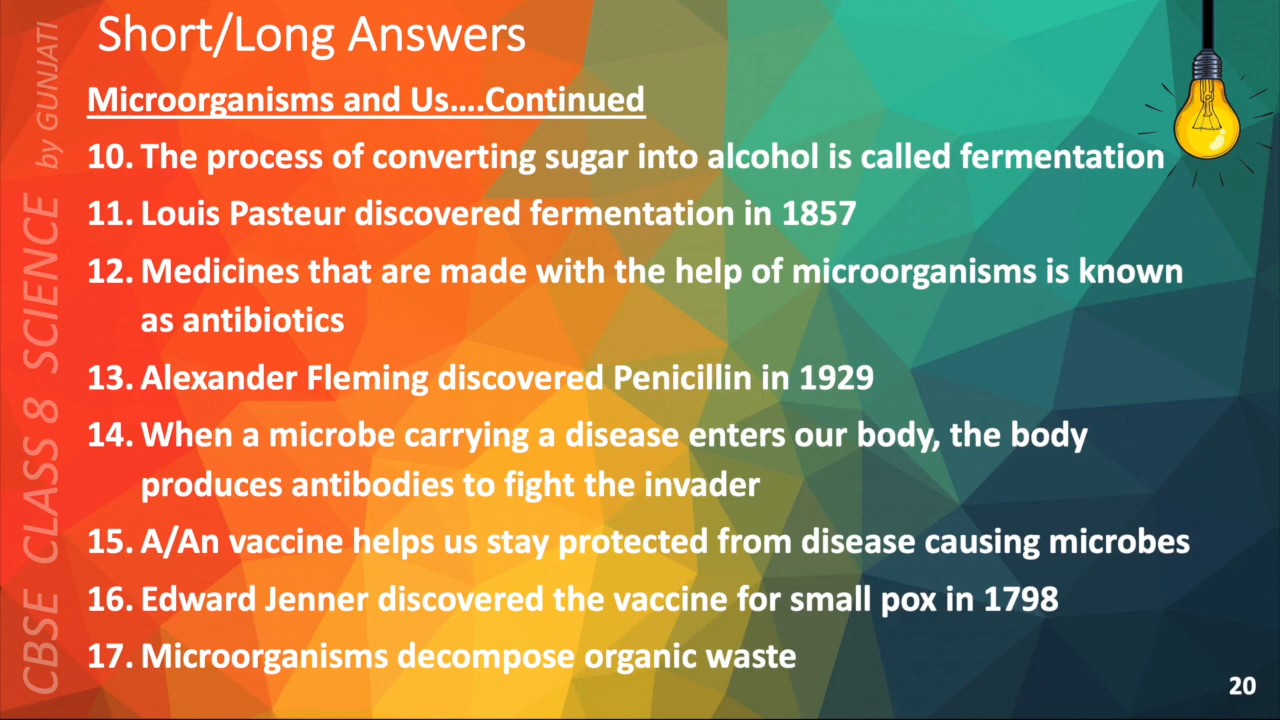 Short/Long Answers
Microorganisms and Us....Continued
10. The process of converting sugar into alcohol is called fermentation
11. Louis Pasteur discovered fermentation in 1857
12. Medicines that are made with the help of microorganisms is known
as antibiotics
13. Alexander Fleming discovered Penicillin in 1929
14. When a microbe carrying a disease enters our body, the body
produces antibodies to fight the invader
15. A/An vaccine helps us stay protected from disease causing microbes
16. Edward Jenner discovered the vaccine for small pox in 1798
17. Microorganisms decompose organic waste
20
CBSE CLASS 8 SCIENCE by GUNJATI